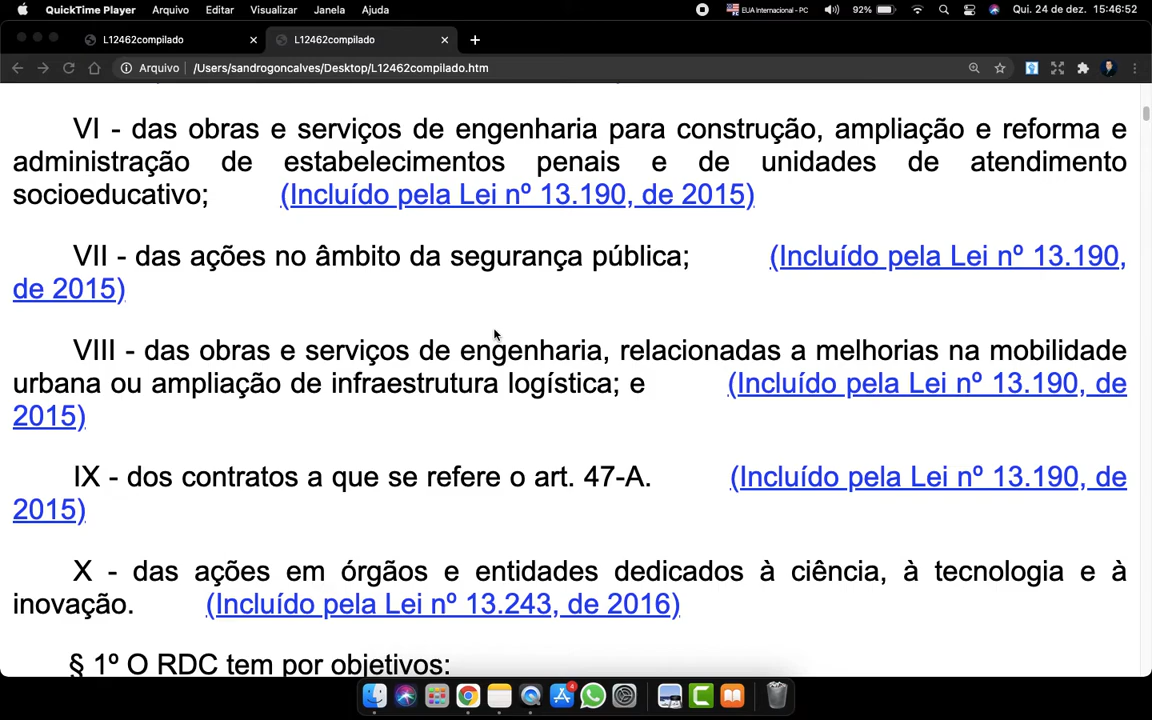 QuickTime Player Arquivo Editar Visualizar Janela Ajuda EUA Internacional - PC 92% Qui. 24 de dez. 15:46:52
L12462compilado L12462compilado
Arquivo /Users/sandrogoncalves/Desktop/L12462compilado.htm
VI - das obras e serviços de engenharia para construção, ampliação e reforma e
administração de estabelecimentos penais e de unidades de atendimento
socioeducativo; (Incluído pela Lei nº 13.190, de 2015)
VII - das ações no âmbito da segurança pública; (Incluído pela Lei nº 13.190,
de 2015)
VIII - das obras e serviços de engenharia, relacionadas a melhorias na mobilidade
urbana ou ampliação de infraestrutura logística; e (Incluído pela Lei nº 13.190, de
2015)
IX - dos contratos a que se refere o art. 47-A. (Incluído pela Lei nº 13.190, de
2015)
X - das ações em órgãos e entidades dedicados à ciência, à tecnologia e à
inovação. (Incluído pela Lei nº 13.243, de 2016)
§ 1º O RDC tem por objetivos: